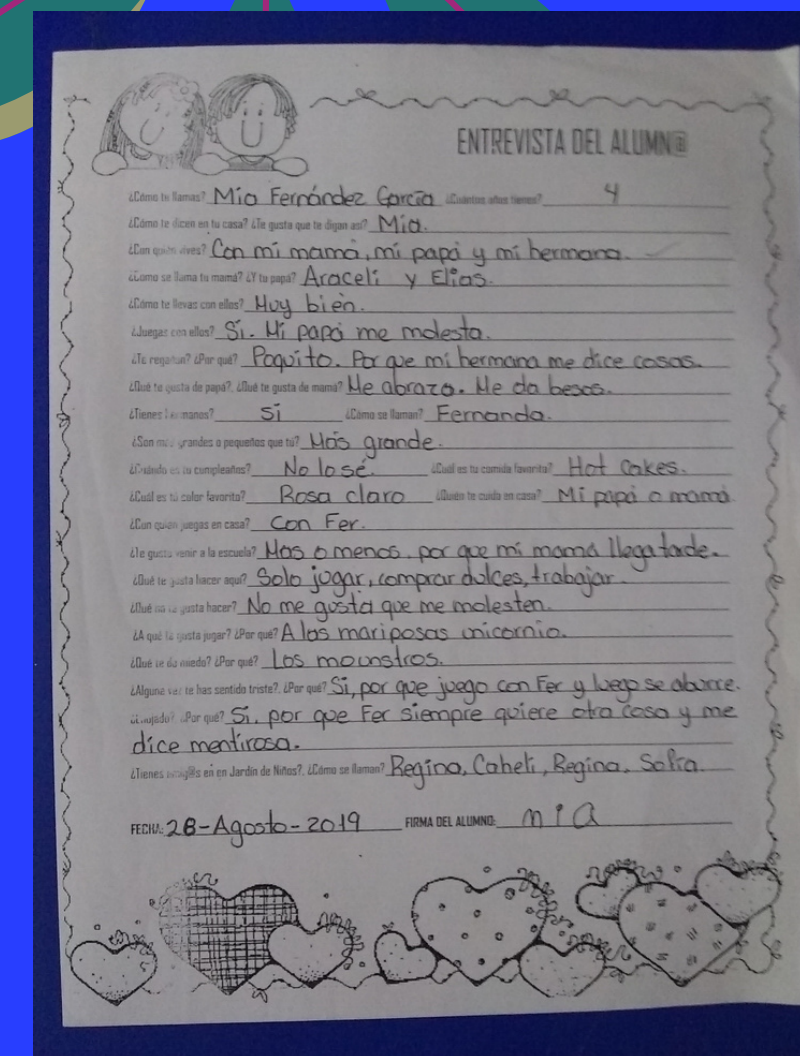 ENTREVISTA DEL ALUMN@
¿Cómo te llamas? Mia Fernández García ¿Cuántos años tienes? 4
¿Cómo te dicen en tu casa? ¿Te gusta que te digan así? Mia.
¿Con quién vives? Con mi mamá, mi papá y mi hermana.
¿Como se llama tu mamá? ¿Y tu papá? Araceli y Elías.
¿Cómo te llevas con ellos? Muy bien.
¿Juegas con ellos? Si. Mi papá me molesta.
¿Te regañan? ¿Por qué? Poquito. Por que mi hermana me dice cosas.
¿Qué te gusta de papá?. ¿Qué te gusta de mamá? Me abraza. Me da besos.
¿Tienes hermanos? Sí ¿Cómo se llaman? Fernanda.
¿Son más grandes o pequeños que tú? Más grande.
¿Cuándo es tu cumpleaños? No lo sé. ¿Cuál es tu comida favorita? Hot Cakes.
¿Cuál es tu color favorito? Rosa claro ¿Quién te cuida en casa? Mi papá o mamá
¿Con quién juegas en casa? Con Fer.
¿Te gusta venir a la escuela? Mas o menos. por que mi mamá llega tarde.
¿Qué te gusta hacer aquí? Solo jugar, comprar dulces, trabajar.
¿Qué no te gusta hacer? No me gusta que me molesten.
¿A qué te gusta jugar? ¿Por qué? A las mariposas unicornio.
¿Qué te da miedo? ¿Por qué? Los mounstros.
¿Alguna vez te has sentido triste?. ¿Por qué? Si, por que juego con Fer y luego se aburre.
¿Enojado? ¿Por qué? Si. por que Fer siempre quiere otra cosa y me
dice mentirosa.
¿Tienes amig@s en en Jardín de Niños?. ¿Cómo se llaman? Regina, Caheli, Regina, Sofía.
FECHA: 28-Agosto-2019 FIRMA DEL ALUMNO: mia